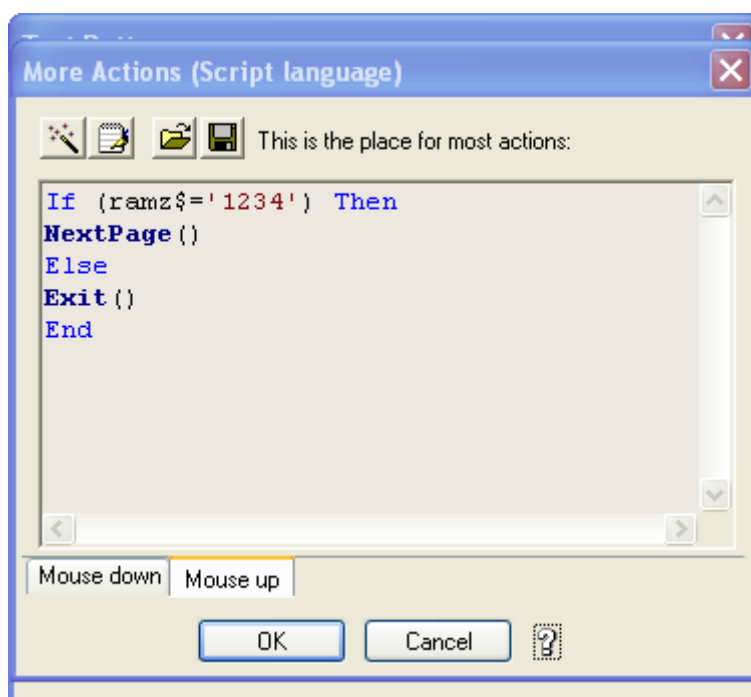 More Actions (Script language)
This is the place for most actions:
If (ramz$='1234') Then
NextPage()
Else
Exit()
End
Mouse down
Mouse up
OK
Cancel